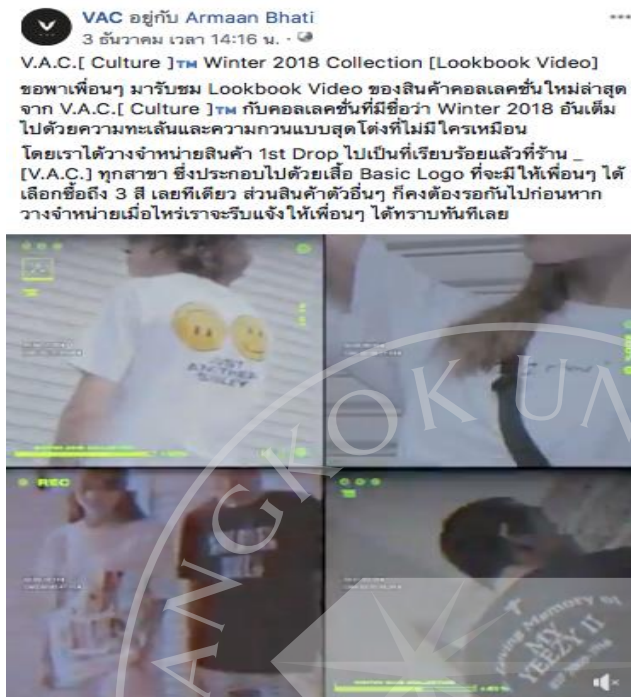 VAC อยู่กับ Armaan Bhati
3 ธันวาคม เวลา 14:16 น. ·
V.A.C.[ Culture ]™ Winter 2018 Collection [Lookbook Video]
ขอพาเพื่อนๆ มารับชม Lookbook Video ของสินค้าคอลเลคชั่นใหม่ล่าสุด
จาก V.A.C.[ Culture ]™ กับคอลเลคชั่นที่มีชื่อว่า Winter 2018 อันเต็ม
ไปด้วยความทะเล้นและความกวนแบบสุดโต่งที่ไม่มีใครเหมือน
โดยเราได้วางจำหน่ายสินค้า 1st Drop ไปเป็นที่เรียบร้อยแล้วที่ร้าน _
[V.A.C.] ทุกสาขา ซึ่งประกอบไปด้วยเสื้อ Basic Logo ที่จะมีให้เพื่อนๆ ได้
เลือกซื้อถึง 3 สี เลยทีเดียว ส่วนสินค้าตัวอื่นๆ ก็คงต้องรอกันไปก่อนหาก
วางจำหน่ายเมื่อไหร่เราจะรีบแจ้งให้เพื่อนๆ ได้ทราบทันทีเลย
JUST
ANOTHER
SMILEY
REC
Loving Memory of
MY
YEEZY II
ANGKOK UN